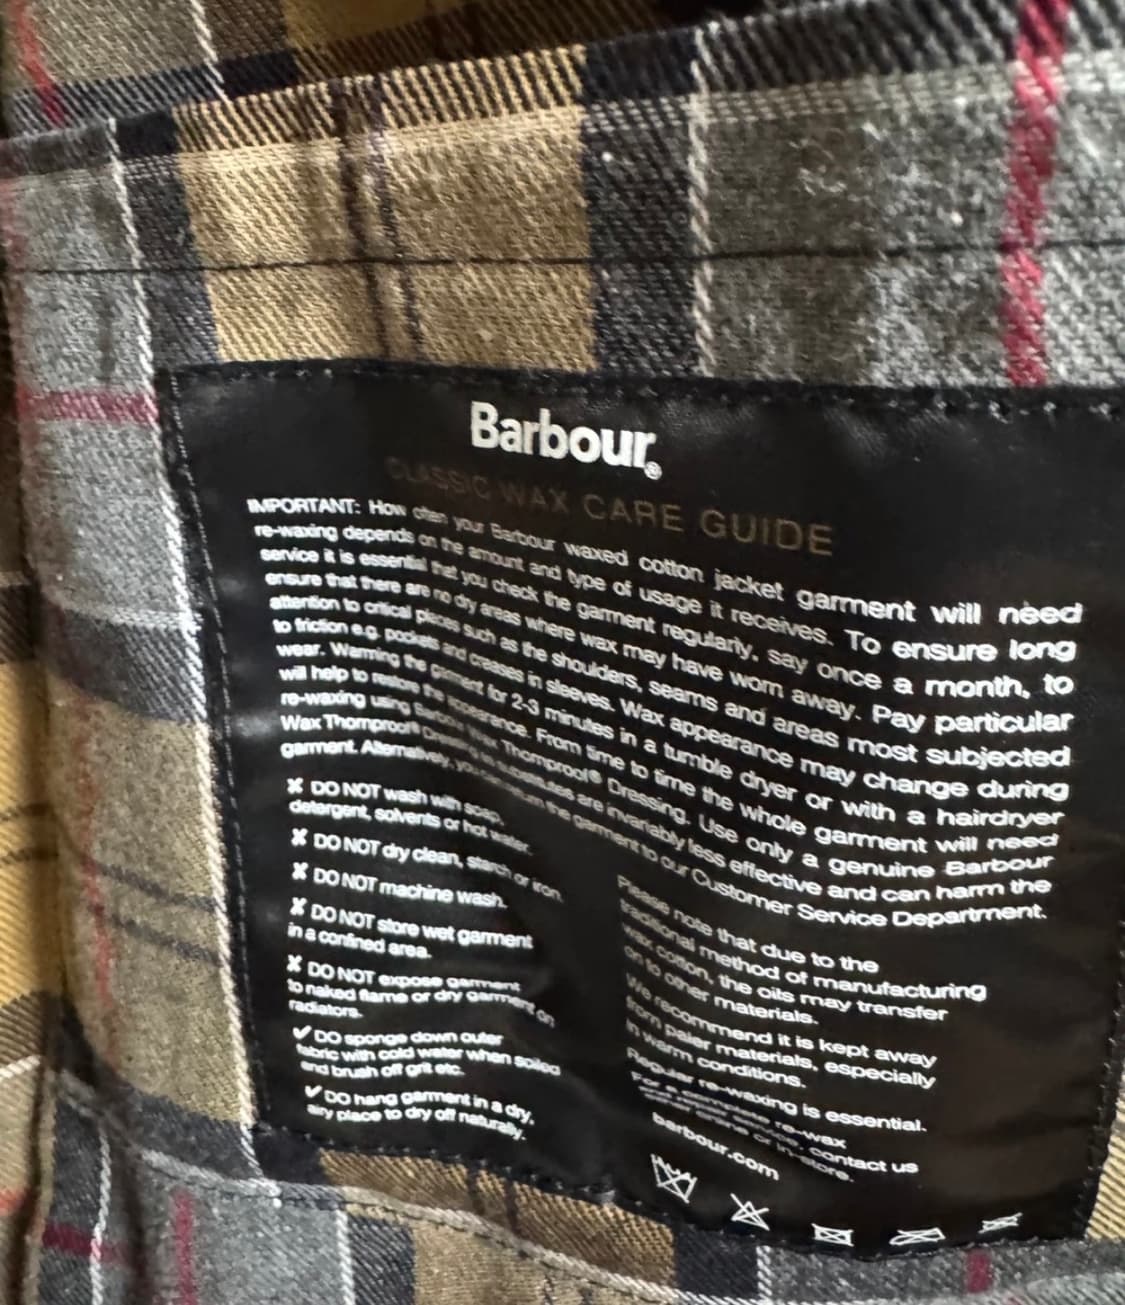 Barbour
CLASSIC WAX CARE GUIDE
IMPORTANT: How often your Barbour waxed cotton jacket garment will need
re-waxing depends on the amount and type of usage it receives. To ensure long
service it is essential that you check the garment regularly, say once a month, to
ensure that there are no dry areas where wax may have worn away. Pay particular
attention to critical places such as the shoulders, seams and areas most subjected
to friction e.g. pockets and creases in sleeves. Wax appearance may change during
wear. Warming the garment for 2-3 minutes in a tumble dryer or with a hairdryer
will help to restore the appearance. From time to time the whole garment will need
re-waxing using Barbour Wax Thornproof® Dressing. Use only a genuine Barbour
Wax Thornproof® Dressing as substitutes are invariably less effective and can harm the
garment. Alternatively, you can return the garment to our Customer Service Department.
✘ DO NOT wash with soap,
detergent, solvents or hot water.
✘ DO NOT dry clean, starch or iron.
✘ DO NOT machine wash.
✘ DO NOT store wet garment
in a confined area.
✘ DO NOT expose garment
to naked flame or dry garment on
radiators.
✔ DO sponge down outer
fabric with cold water when soiled
and brush off grit etc.
✔ DO hang garment in a dry,
airy place to dry off naturally.
Please note that due to the
traditional method of manufacturing
wax cotton, the oils may transfer
on to other materials.
We recommend it is kept away
from paler materials, especially
in warm conditions.
Regular re-waxing is essential.
For a complete re-wax
service, contact us
either online or in-store.
barbour.com